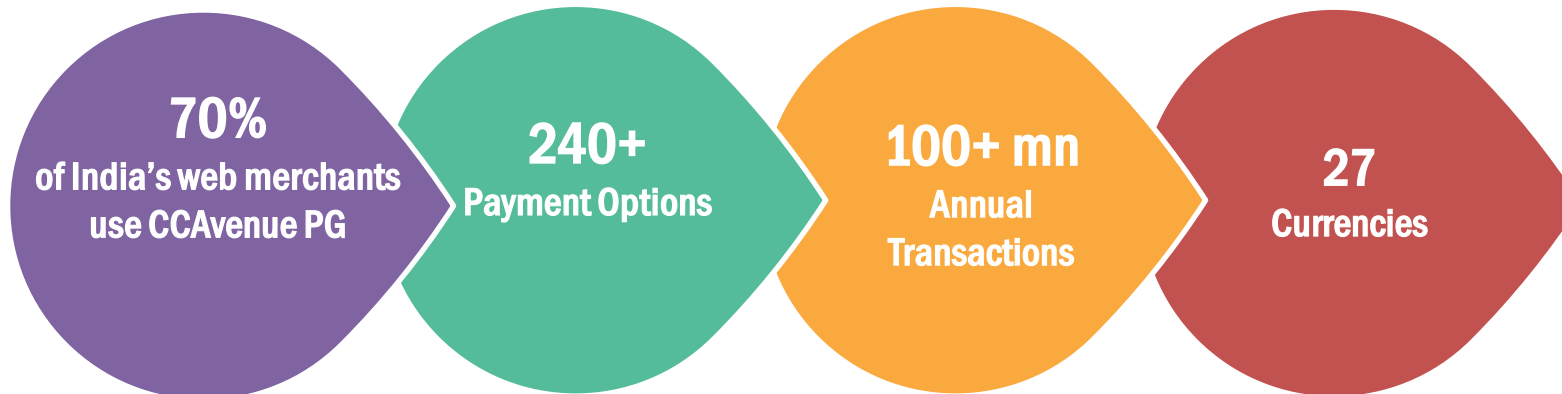 70%
of India’s web merchants
use CCAvenue PG
240+
Payment Options
100+ mn
Annual
Transactions
27
Currencies